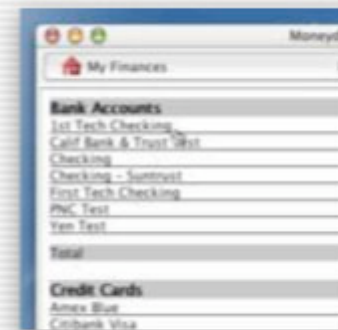 Moneyd
My Finances
Bank Accounts
1st Tech Checking
Calif Bank & Trust Test
Checking
Checking - Suntrust
First Tech Checking
PNC Test
Yen Test
Total
Credit Cards
Amex Blue
Citibank Visa